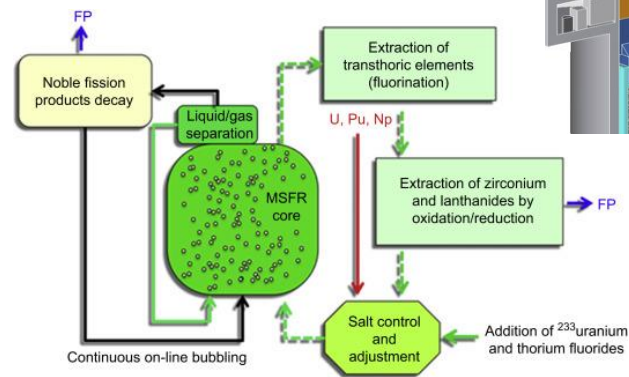 FP
Noble fission
products decay
Liquid/gas
separation
MSFR
core
Continuous on-line bubbling
Extraction of
transthoric elements
(fluorination)
U, Pu, Np
Extraction of zirconium
and lanthanides by
oxidation/reduction
FP
Salt control
and
adjustment
Addition of ²³³uranium
and thorium fluorides